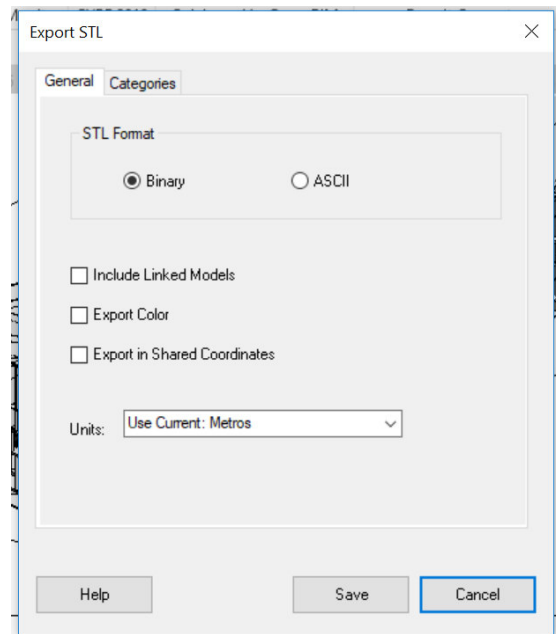 Export STL
General Categories
STL Format
Binary ASCII
Include Linked Models
Export Color
Export in Shared Coordinates
Units: Use Current: Metros
Help Save Cancel